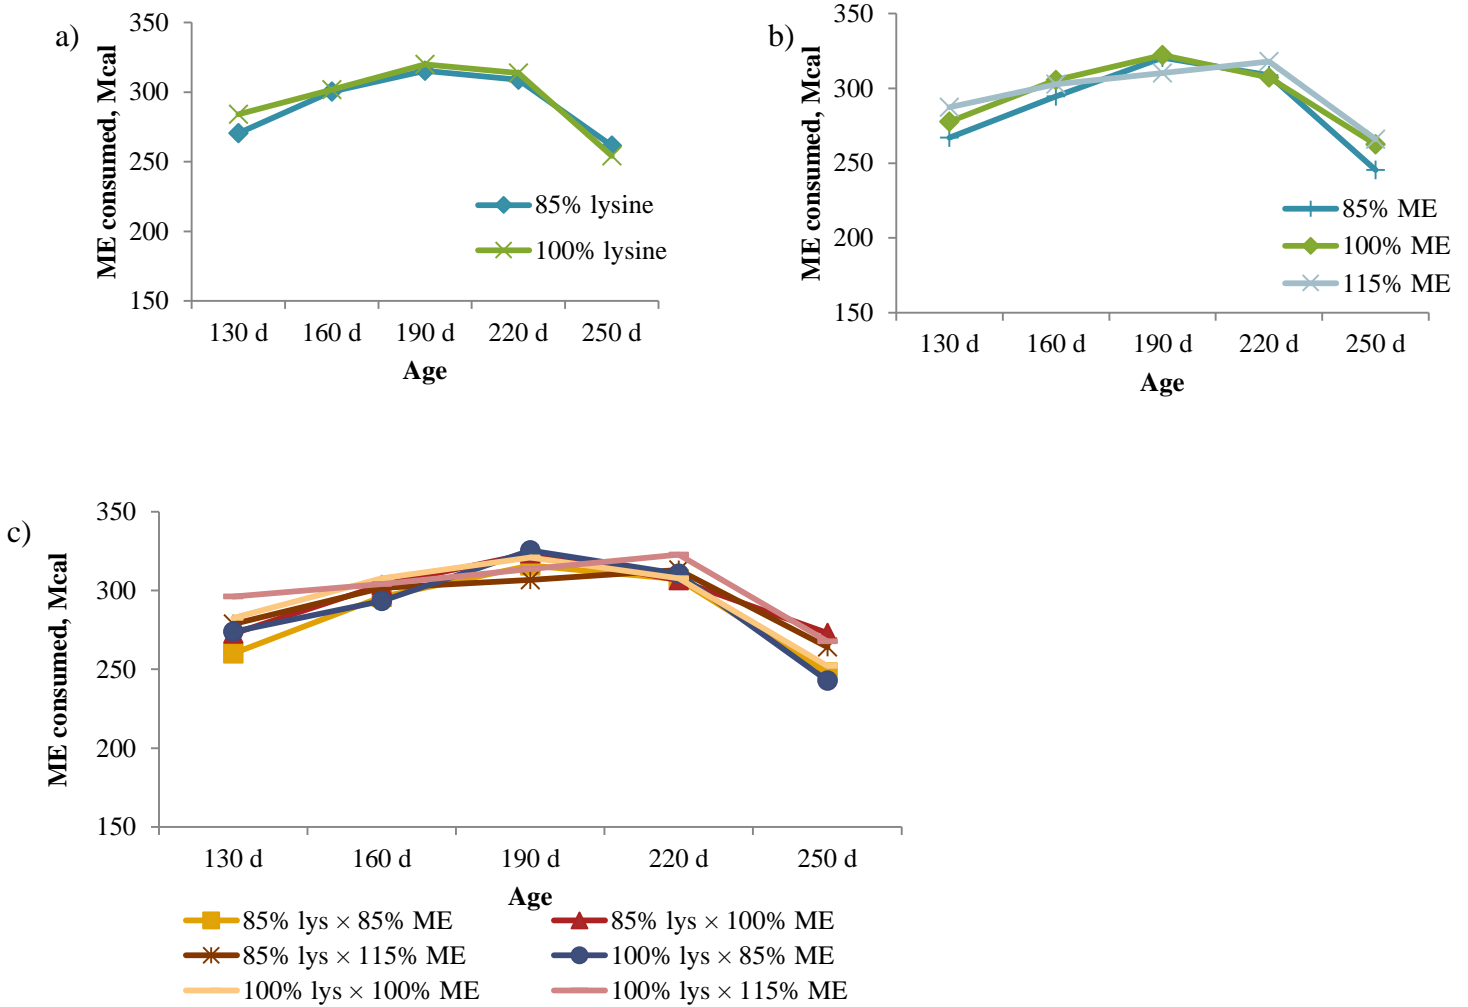 a)
ME consumed, Mcal
350
300
250
200
150
130 d 160 d 190 d 220 d 250 d
Age
85% lysine
100% lysine
b)
ME consumed, Mcal
350
300
250
200
150
130 d 160 d 190 d 220 d 250 d
Age
85% ME
100% ME
115% ME
c)
ME consumed, Mcal
350
300
250
200
150
130 d 160 d 190 d 220 d 250 d
Age
85% lys × 85% ME 85% lys × 100% ME
85% lys × 115% ME 100% lys × 85% ME
100% lys × 100% ME 100% lys × 115% ME